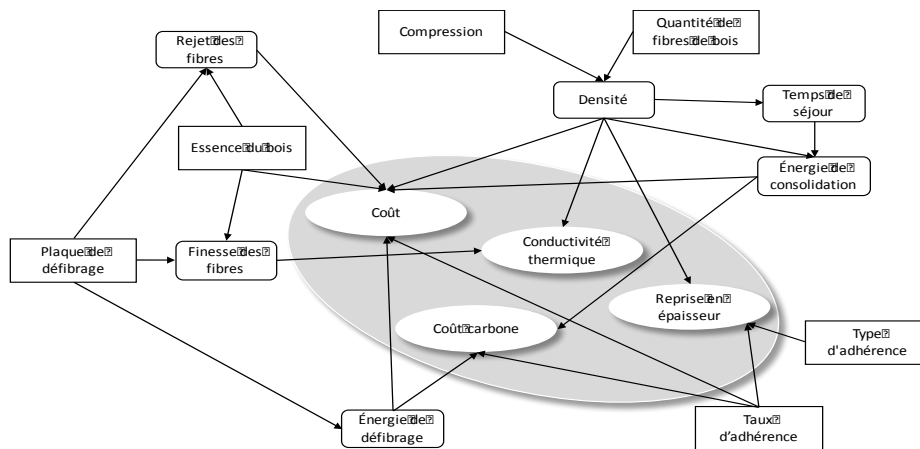 Compression
Quantité de
fibres de bois
Rejet des
fibres
Densité
Temps de
séjour
Essence du bois
Énergie de
consolidation
Coût
Plaque de
défibrage
Finesse des
fibres
Conductivité
thermique
Reprise en
épaisseur
Coût carbone
Type
d'adhérence
Énergie de
défibrage
Taux
d’adhérence